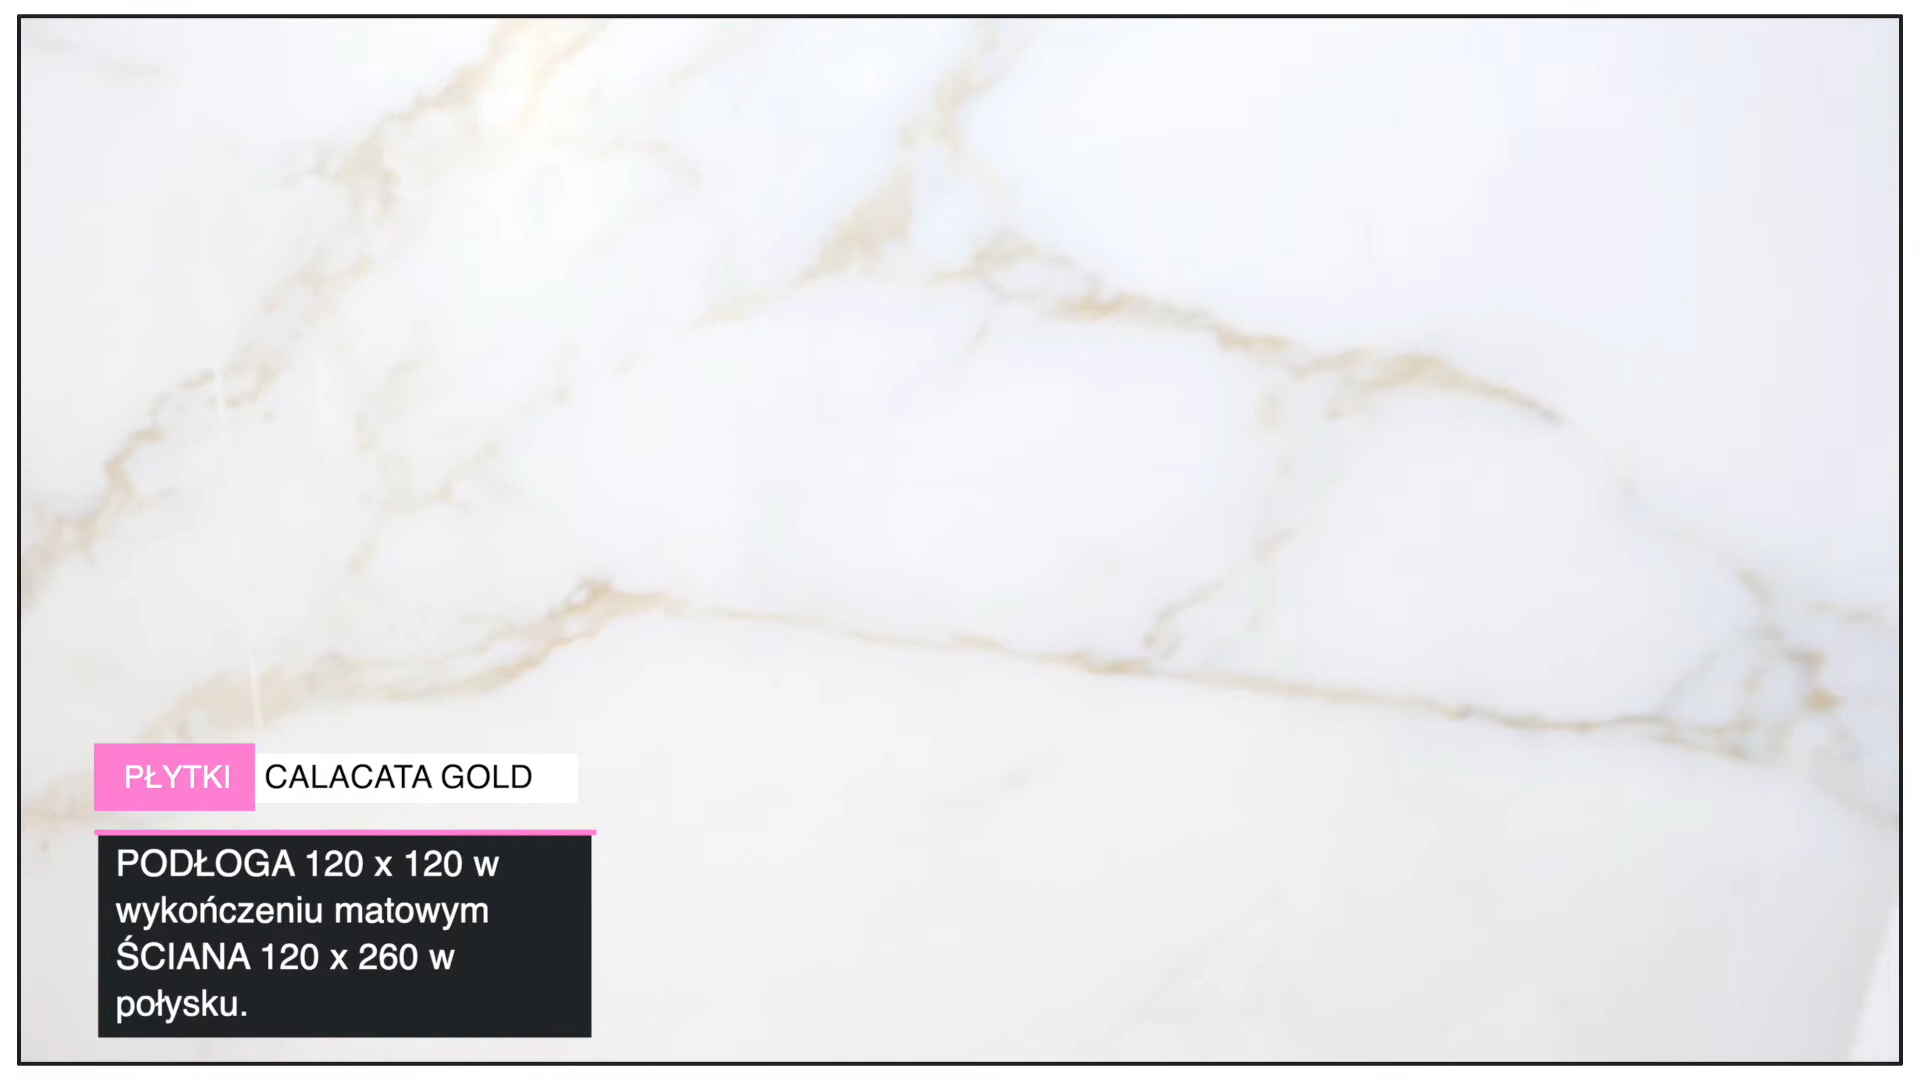 PŁYTKI CALACATA GOLD
PODŁOGA 120 x 120 w
wykończeniu matowym
ŚCIANA 120 x 260 w
połysku.